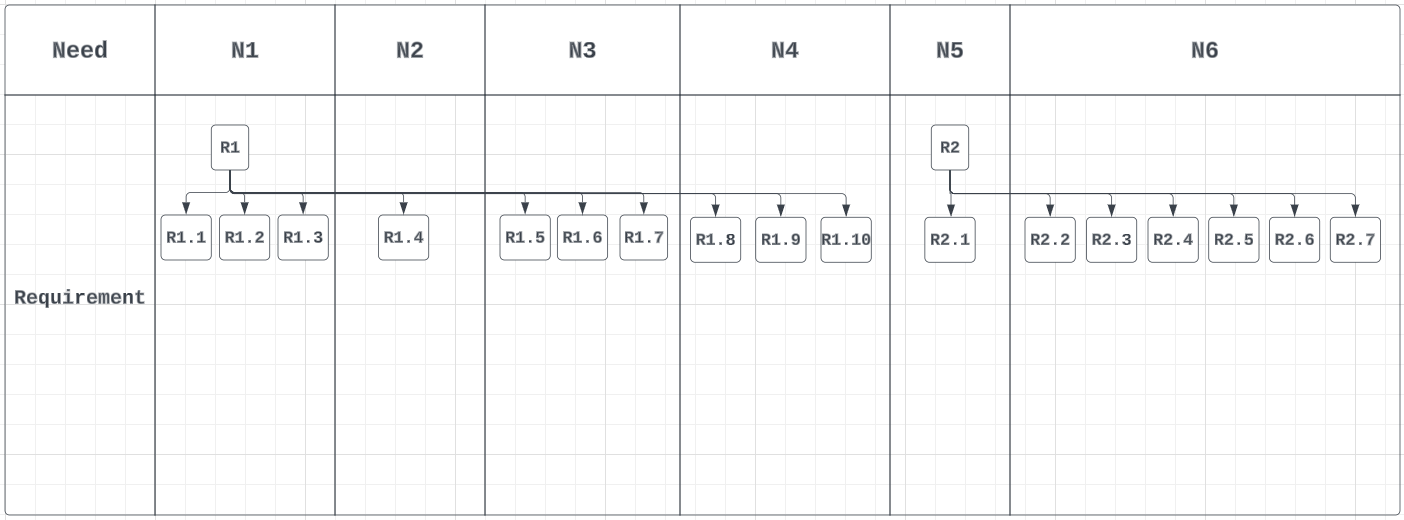 Need N1 N2 N3 N4 N5 N6
R1 R2
R1.1 R1.2 R1.3 R1.4 R1.5 R1.6 R1.7 R1.8 R1.9 R1.10 R2.1 R2.2 R2.3 R2.4 R2.5 R2.6 R2.7
Requirement